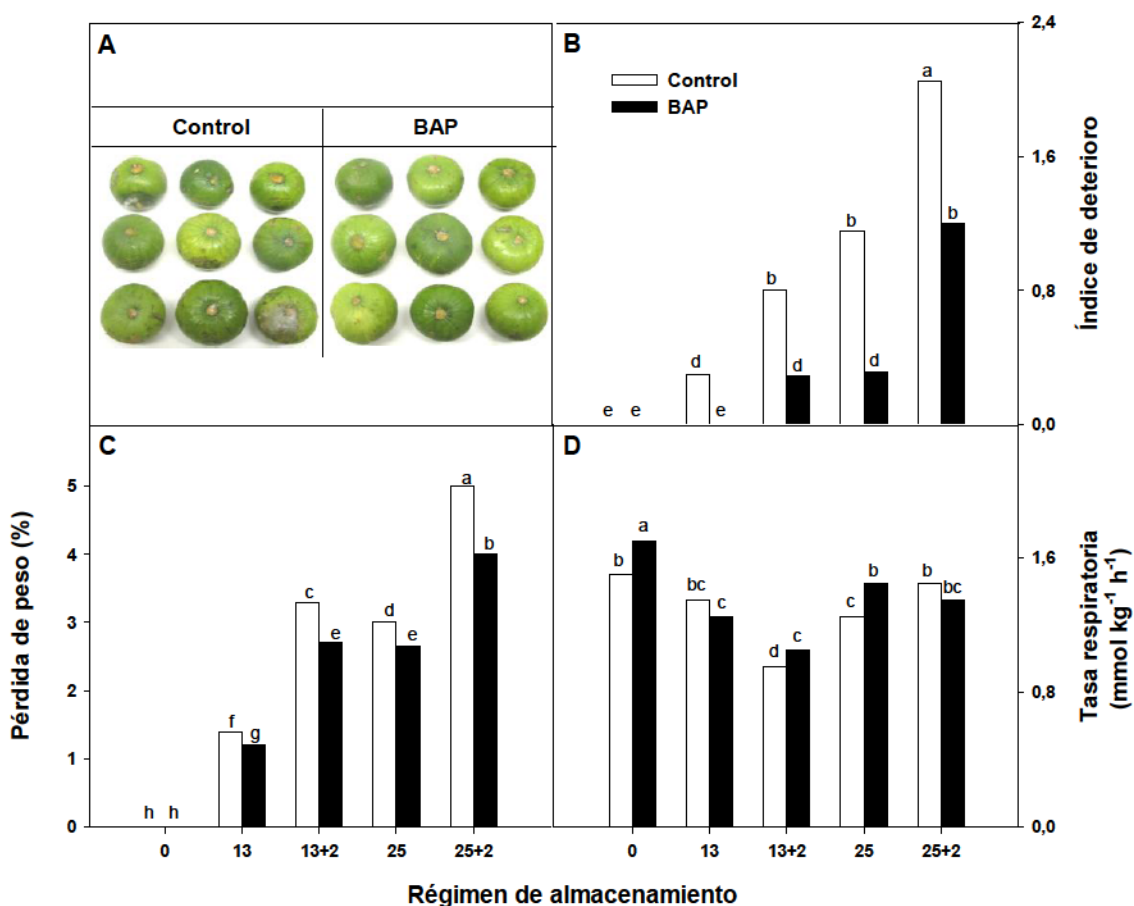 A
Control BAP
B
Control
BAP
2,4
1,6
0,8
0,0
Índice de deterioro
e e d e b d b d a b
C
Pérdida de peso (%)
5
4
3
2
1
0
h h f g c e d e a b
0 13 13+2 25 25+2
D
b a bc c d c c b b bc
1,6
0,8
0,0
Tasa respiratoria
(mmol kg⁻¹ h⁻¹)
0 13 13+2 25 25+2
Régimen de almacenamiento